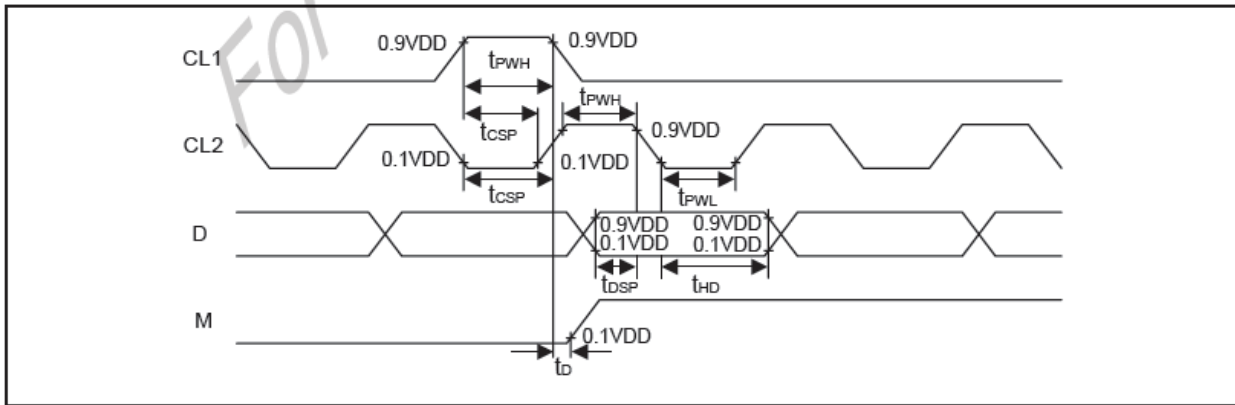 For
CL1
0.9VDD
0.9VDD
tPWH
tPWH
tCSP
CL2
0.9VDD
0.1VDD
0.1VDD
tCSP
tPWL
D
0.9VDD
0.9VDD
0.1VDD
0.1VDD
tDSP
tHD
M
0.1VDD
tD